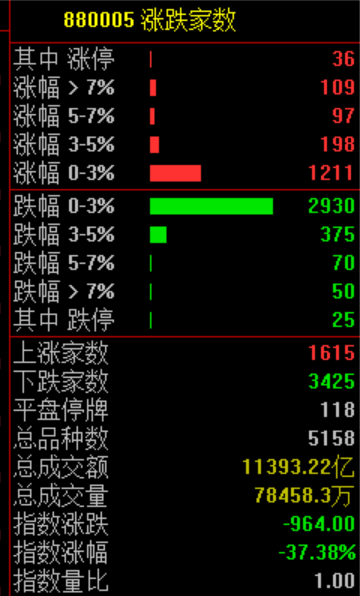 880005 涨跌家数
其中 涨停 36
涨幅 > 7% 109
涨幅 5-7% 97
涨幅 3-5% 198
涨幅 0-3% 1211
跌幅 0-3% 2930
跌幅 3-5% 375
跌幅 5-7% 70
跌幅 > 7% 50
其中 跌停 25
上涨家数 1615
下跌家数 3425
平盘停牌 118
总品种数 5158
总成交额 11393.22亿
总成交量 78458.3万
指数涨跌 -964.00
指数涨幅 -37.38%
指数量比 1.00